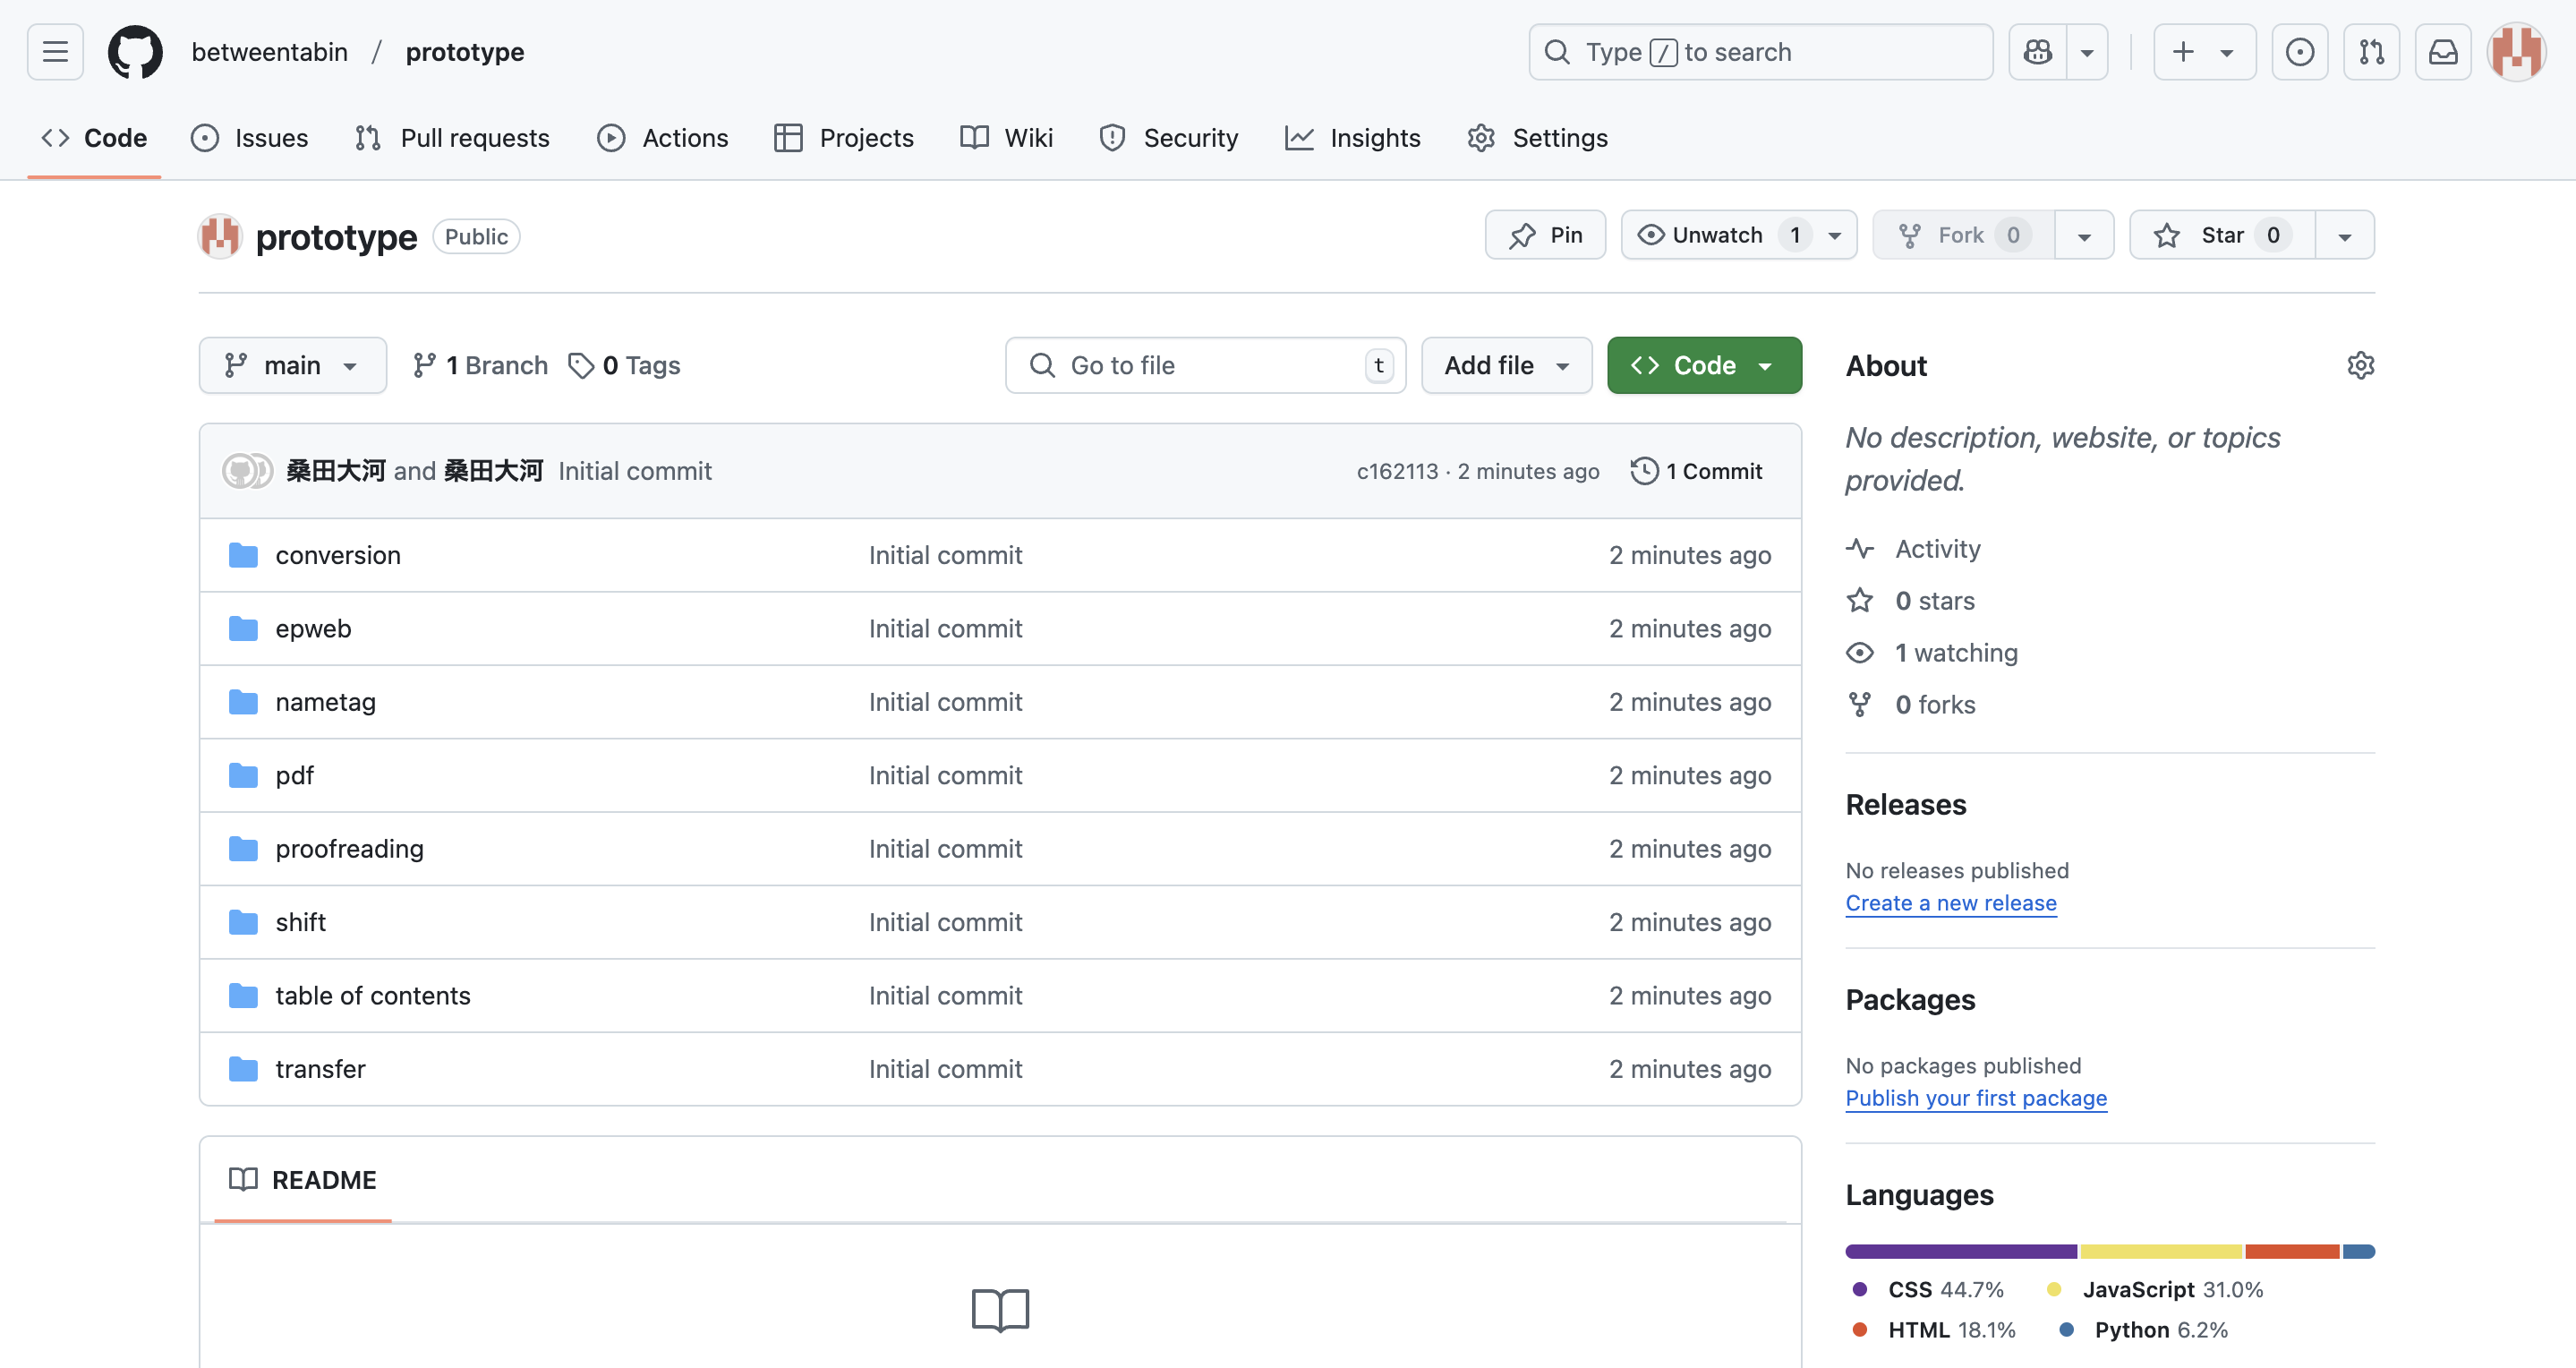 betweentabin / prototype
Type / to search
Code Issues Pull requests Actions Projects Wiki Security Insights Settings
prototype Public
Pin Unwatch 1 Fork 0 Star 0
main 1 Branch 0 Tags Go to file t Add file Code
桑田大河 and 桑田大河 Initial commit c162113 · 2 minutes ago 1 Commit
conversion Initial commit 2 minutes ago
epweb Initial commit 2 minutes ago
nametag Initial commit 2 minutes ago
pdf Initial commit 2 minutes ago
proofreading Initial commit 2 minutes ago
shift Initial commit 2 minutes ago
table of contents Initial commit 2 minutes ago
transfer Initial commit 2 minutes ago
README
About
No description, website, or topics
provided.
Activity
0 stars
1 watching
0 forks
Releases
No releases published
Create a new release
Packages
No packages published
Publish your first package
Languages
CSS 44.7% JavaScript 31.0%
HTML 18.1% Python 6.2%